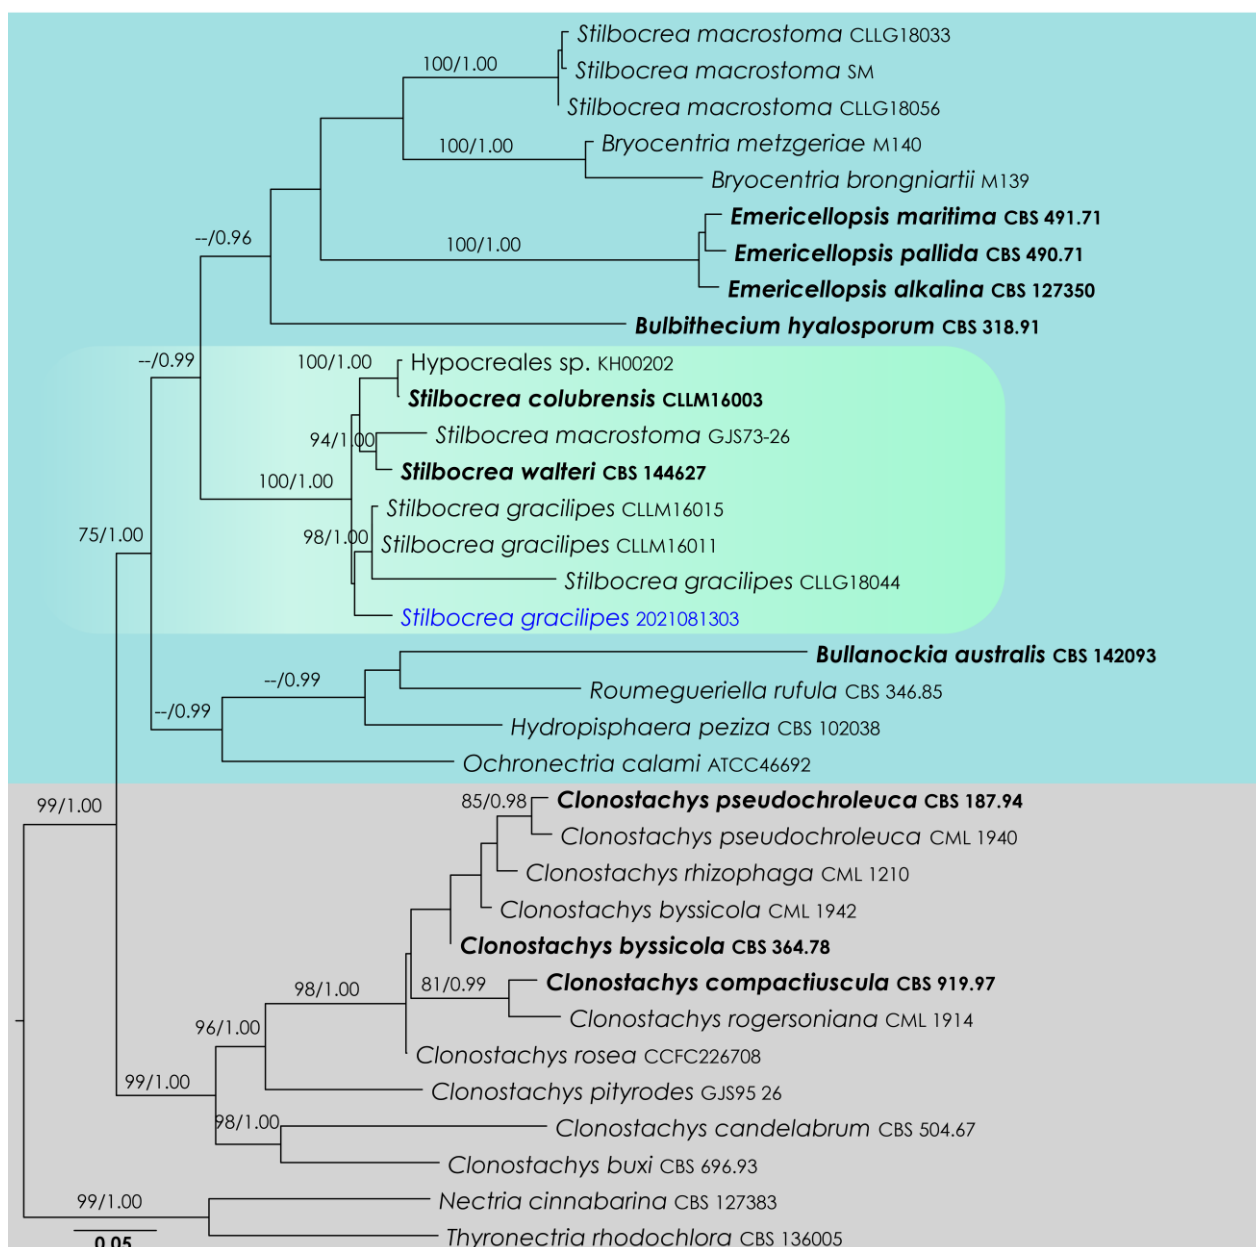 Stilbocrea macrostoma CLLG18033
100/1.00
Stilbocrea macrostoma SM
Stilbocrea macrostoma CLLG18056
Bryocentria metzgeriae M140
100/1.00
Bryocentria brongniartii M139
Emericellopsis maritima CBS 491.71
--/0.96
100/1.00
Emericellopsis pallida CBS 490.71
Emericellopsis alkalina CBS 127350
Bulbithecium hyalosporum CBS 318.91
--/0.99
100/1.00
Hypocreales sp. KH00202
Stilbocrea colubrensis CLLM16003
Stilbocrea macrostoma GJS73-26
94/1.00
Stilbocrea walteri CBS 144627
100/1.00
Stilbocrea gracilipes CLLM16015
75/1.00
98/1.00
Stilbocrea gracilipes CLLM16011
Stilbocrea gracilipes CLLG18044
Stilbocrea gracilipes 2021081303
Bullanockia australis CBS 142093
--/0.99
Roumegueriella rufula CBS 346.85
--/0.99
Hydropisphaera peziza CBS 102038
Ochronectria calami ATCC46692
99/1.00
85/0.98
Clonostachys pseudochroleuca CBS 187.94
Clonostachys pseudochroleuca CML 1940
Clonostachys rhizophaga CML 1210
Clonostachys byssicola CML 1942
Clonostachys byssicola CBS 364.78
98/1.00
81/0.99
Clonostachys compactiuscula CBS 919.97
Clonostachys rogersoniana CML 1914
96/1.00
Clonostachys rosea CCFC226708
99/1.00
Clonostachys pityrodes GJS95 26
98/1.00
Clonostachys candelabrum CBS 504.67
Clonostachys buxi CBS 696.93
99/1.00
Nectria cinnabarina CBS 127383
Thyronectria rhodochlora CBS 136005
0.05